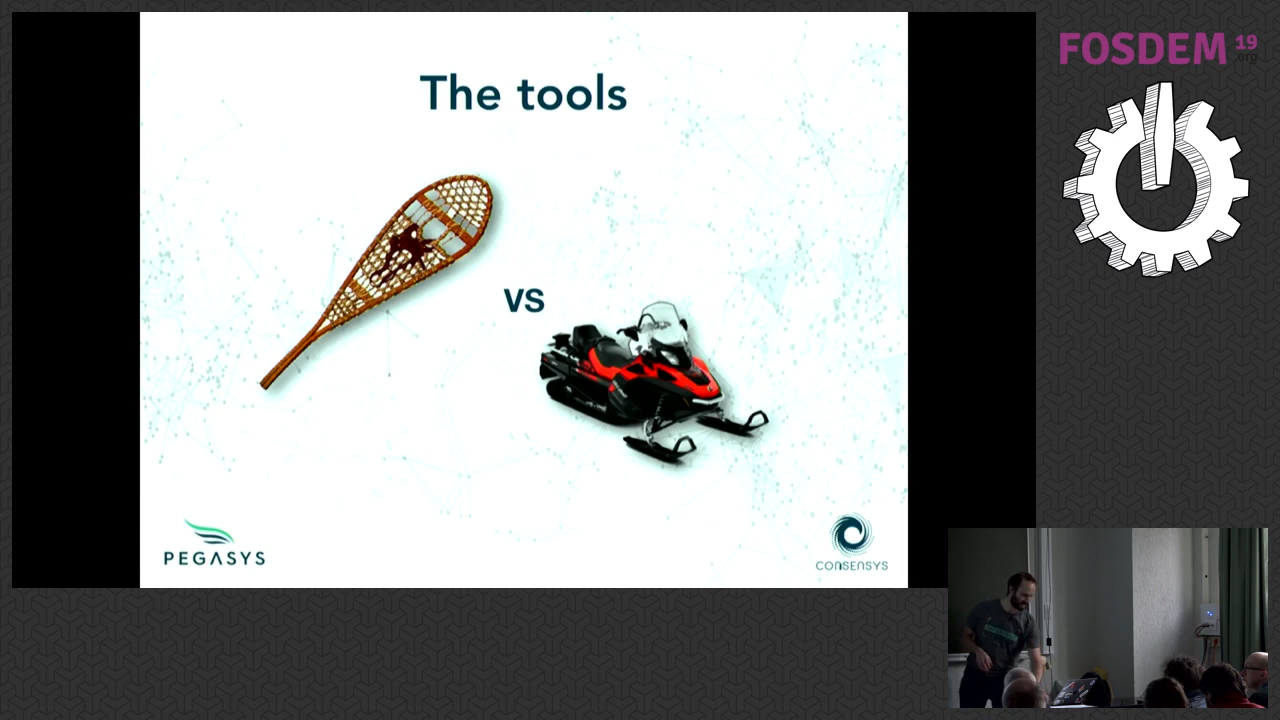 The tools
vs
PEGASYS
CONSENSYS
FOSDEM 19
.org